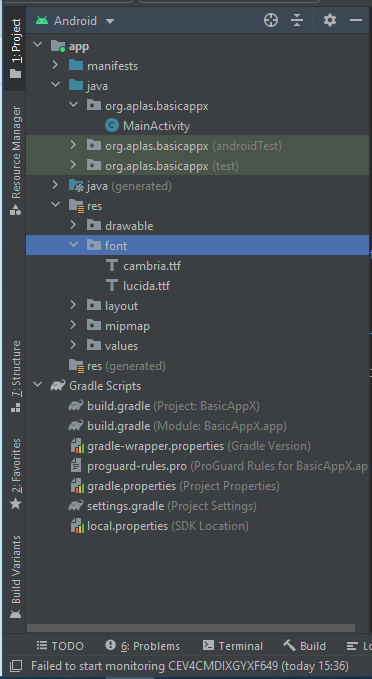 Android
1: Project
app
manifests
java
org.aplas.basicappx
MainActivity
org.aplas.basicappx (androidTest)
org.aplas.basicappx (test)
java (generated)
res
drawable
font
cambria.ttf
lucida.ttf
layout
mipmap
values
res (generated)
Gradle Scripts
build.gradle (Project: BasicAppX)
build.gradle (Module: BasicAppX.app)
gradle-wrapper.properties (Gradle Version)
proguard-rules.pro (ProGuard Rules for BasicAppX.ap
gradle.properties (Project Properties)
settings.gradle (Project Settings)
local.properties (SDK Location)
Resource Manager
7: Structure
2: Favorites
Build Variants
TODO 6: Problems Terminal Build Lo
Failed to start monitoring CEV4CMDIXGYXF649 (today 15:36)